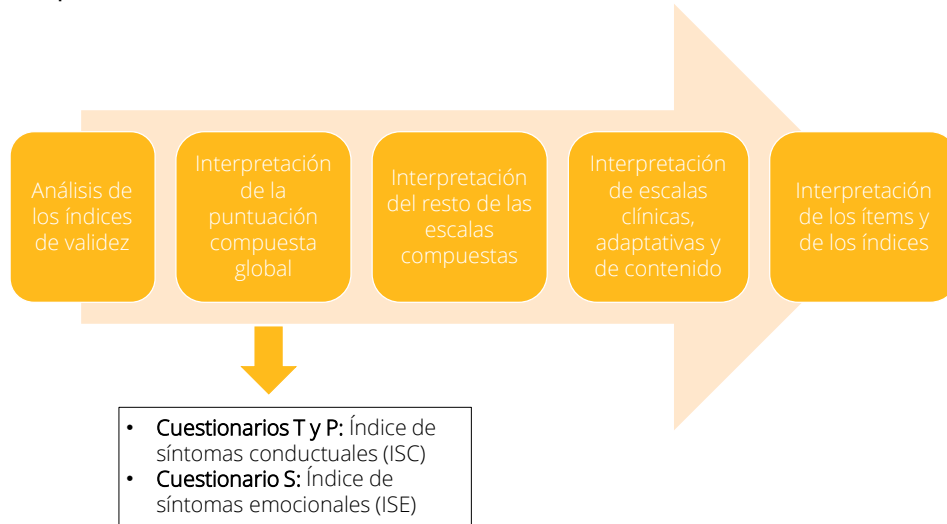 Análisis de
los índices
de validez
Interpretación
de la
puntuación
compuesta
global
Interpretación
del resto de las
escalas
compuestas
Interpretación
de escalas
clínicas,
adaptativas y
de contenido
Interpretación
de los ítems y
de los índices
• Cuestionarios T y P: Índice de
síntomas conductuales (ISC)
• Cuestionario S: Índice de
síntomas emocionales (ISE)